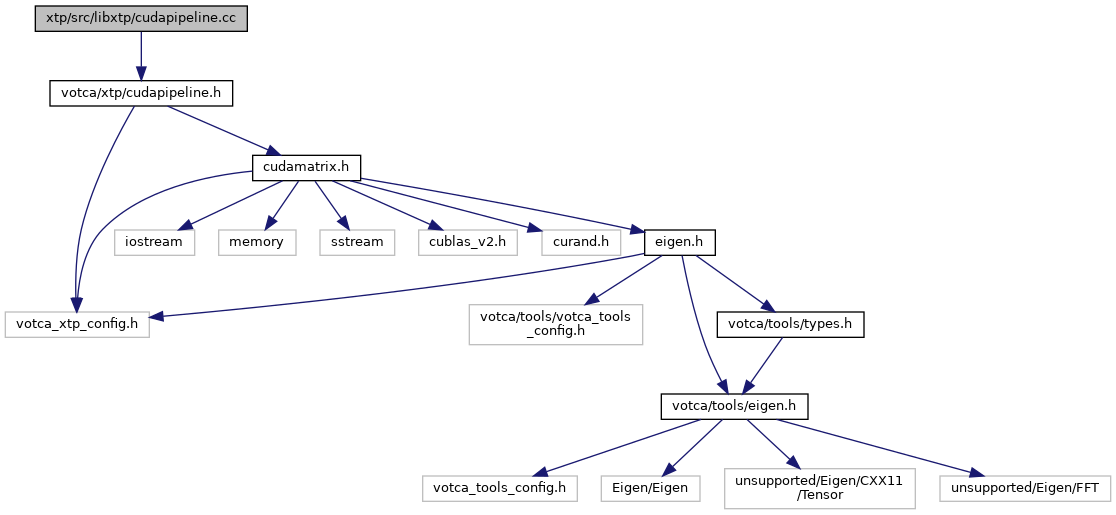 xtp/src/libxtp/cudapipeline.cc
votca/xtp/cudapipeline.h
cudamatrix.h
iostream
memory
sstream
cublas_v2.h
curand.h
eigen.h
votca_xtp_config.h
votca/tools/votca_tools
_config.h
votca/tools/types.h
votca/tools/eigen.h
votca_tools_config.h
Eigen/Eigen
unsupported/Eigen/CXX11
/Tensor
unsupported/Eigen/FFT